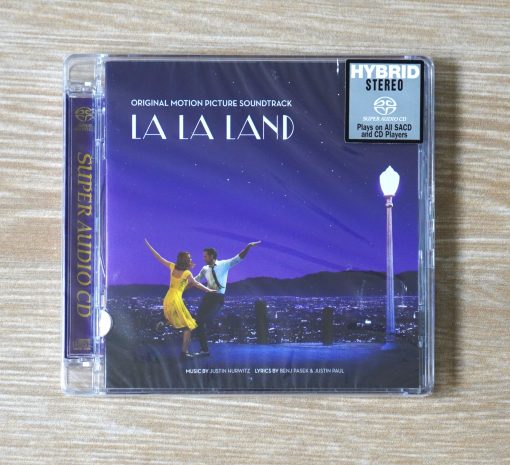 ORIGINAL MOTION PICTURE SOUNDTRACK
LA LA LAND
HYBRID
STEREO
SUPER AUDIO CD
Plays on All SACD
and CD Players
SUPER AUDIO CD
MUSIC BY JUSTIN HURWITZ LYRICS BY BENJ PASEK & JUSTIN PAUL